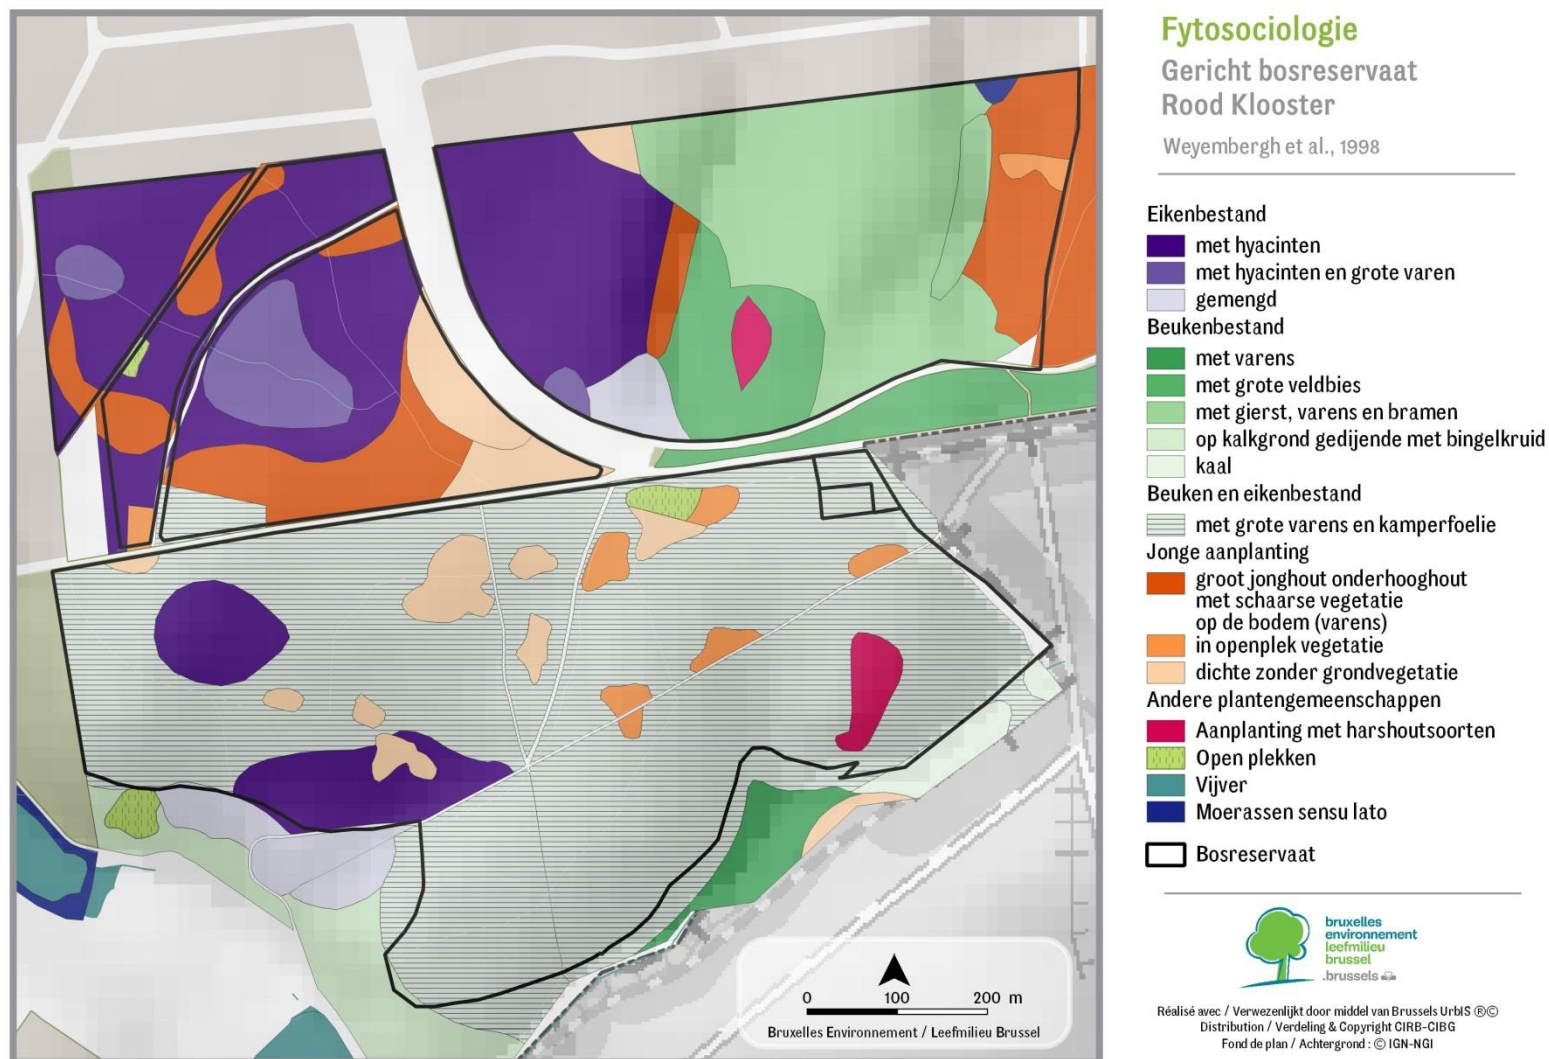 Fytosociologie
Gericht bosreservaat
Rood Klooster
Weyembergh et al., 1998
Eikenbestand
met hyacinten
met hyacinten en grote varen
gemengd
Beukenbestand
met varens
met grote veldbies
met gierst, varens en bramen
op kalkgrond gedijende met bingelkruid
kaal
Beuken en eikenbestand
met grote varens en kamperfoelie
Jonge aanplanting
groot jonghout onderhooghout
met schaarse vegetatie
op de bodem (varens)
in openplek vegetatie
dichte zonder grondvegetatie
Andere plantengemeenschappen
Aanplanting met harshoutsoorten
Open plekken
Vijver
Moerassen sensu lato
Bosreservaat
bruxelles
environnement
leefmilieu
brussel
.brussels
Réalisé avec / Verwezenlijkt door middel van Brussels UrbIS ®©
Distribution / Verdeling & Copyright CIRB-CIBG
Fond de plan / Achtergrond : © IGN-NGI
0 100 200 m
Bruxelles Environnement / Leefmilieu Brussel